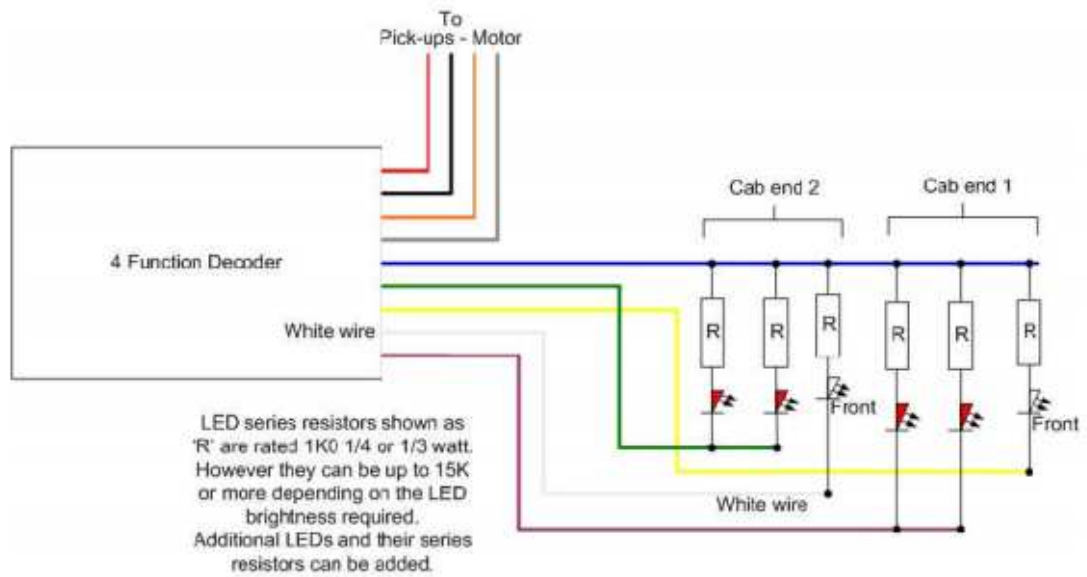 To
Pick-ups - Motor
Cab end 2
Cab end 1
4 Function Decoder
R
R
R
R
R
R
White wire
Front
Front
LED series resistors shown as
'R' are rated 1K0 1/4 or 1/3 watt.
However they can be up to 15K
or more depending on the LED
brightness required.
Additional LEDs and their series
resistors can be added.
White wire